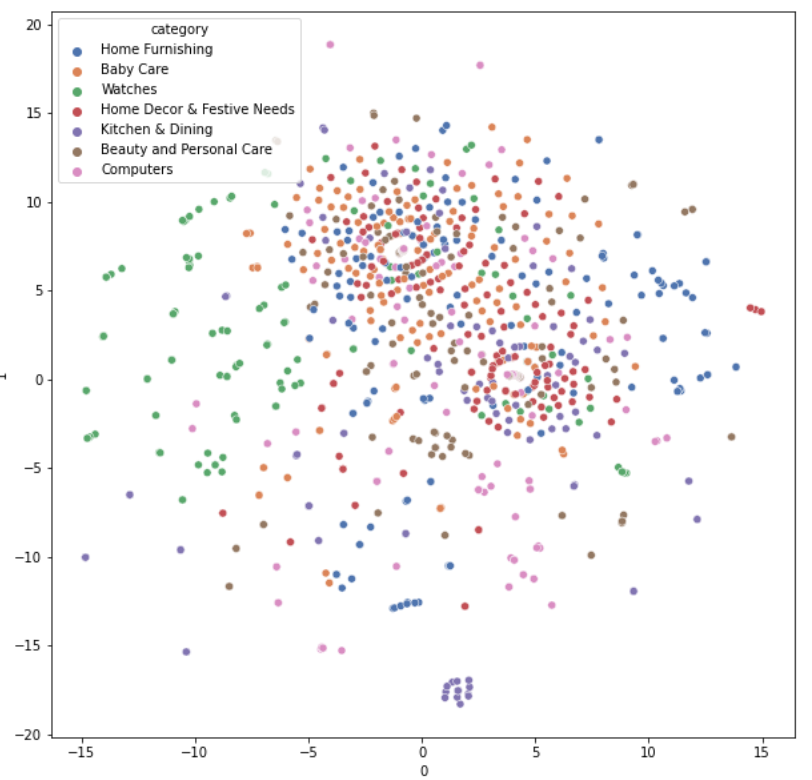 category
Home Furnishing
Baby Care
Watches
Home Decor & Festive Needs
Kitchen & Dining
Beauty and Personal Care
Computers
20
15
10
5
0
−5
−10
−15
−20
−15 −10 −5 0 5 10 15
0